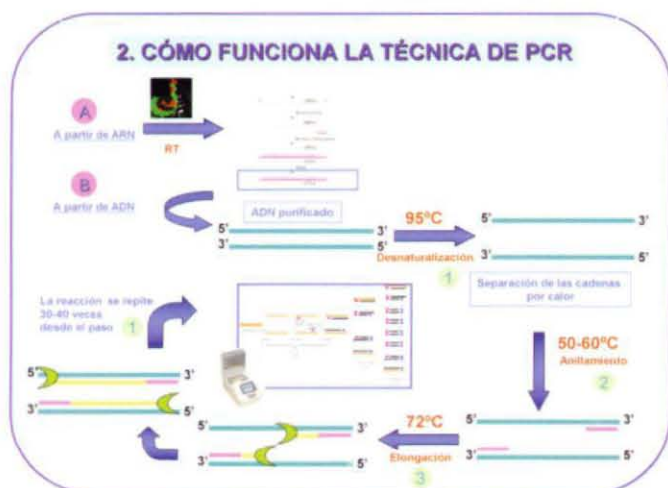 2. CÓMO FUNCIONA LA TÉCNICA DE PCR
A
A partir de ARN
RT
B
A partir de ADN
ADN purificado
5' 3'
3' 5'
95ºC
Desnaturalización
1
5' 3'
3' 5'
Separación de las cadenas
por calor
La reacción se repite
30-40 veces
desde el paso 1
50-60ºC
Anillamiento
2
5' 3'
3' 5'
72ºC
Elongación
3
5' 3'
3' 5'
5' 3'
3' 5'